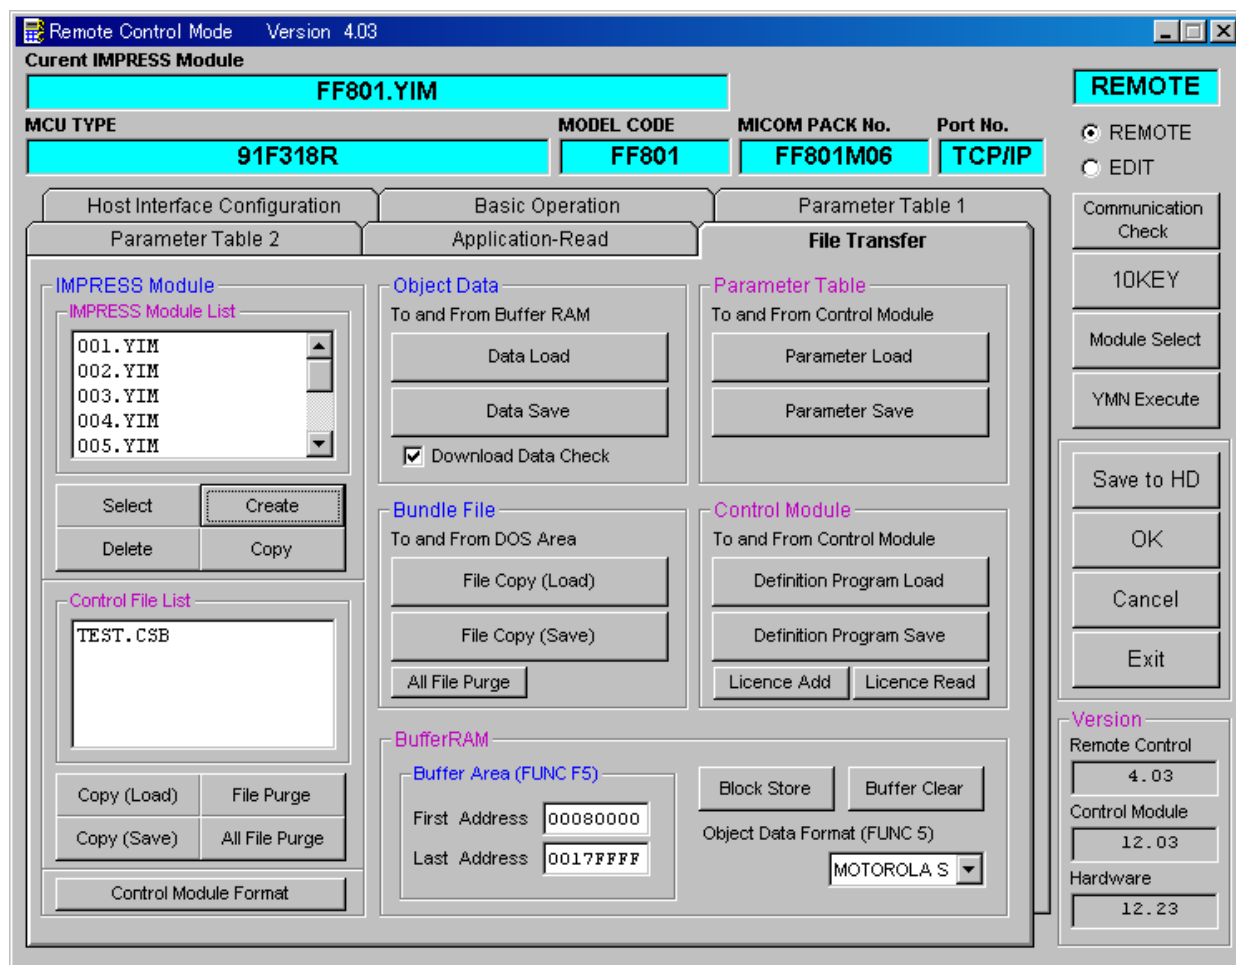 Remote Control Mode Version 4.03
Curent IMPRESS Module
FF801.YIM
REMOTE
MCU TYPE
MODEL CODE
MICOM PACK No.
Port No.
91F318R
FF801
FF801M06
TCP/IP
REMOTE
EDIT
Host Interface Configuration
Basic Operation
Parameter Table 1
Parameter Table 2
Application-Read
File Transfer
IMPRESS Module
IMPRESS Module List
001.YIM
002.YIM
003.YIM
004.YIM
005.YIM
Select
Create
Delete
Copy
Control File List
TEST.CSB
Copy (Load)
File Purge
Copy (Save)
All File Purge
Control Module Format
Object Data
To and From Buffer RAM
Data Load
Data Save
Download Data Check
Parameter Table
To and From Control Module
Parameter Load
Parameter Save
Bundle File
To and From DOS Area
File Copy (Load)
File Copy (Save)
All File Purge
Control Module
To and From Control Module
Definition Program Load
Definition Program Save
Licence Add
Licence Read
BufferRAM
Buffer Area (FUNC F5)
First Address
00080000
Last Address
0017FFFF
Block Store
Buffer Clear
Object Data Format (FUNC 5)
MOTOROLA S
Communication
Check
10KEY
Module Select
YMN Execute
Save to HD
OK
Cancel
Exit
Version
Remote Control
4.03
Control Module
12.03
Hardware
12.23